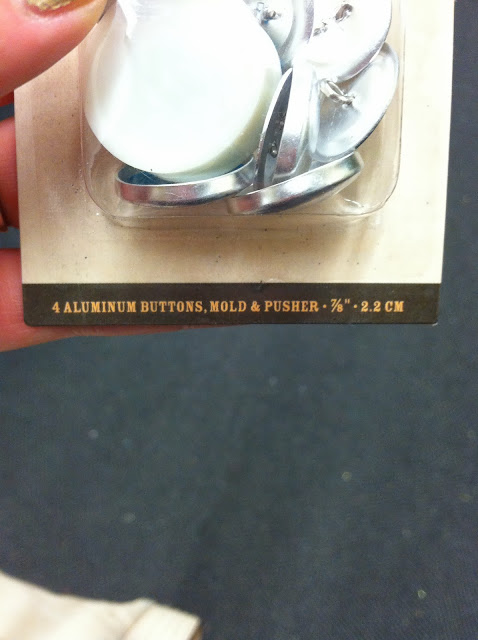 4 ALUMINUM BUTTONS, MOLD & PUSHER · ⅞" · 2.2 CM